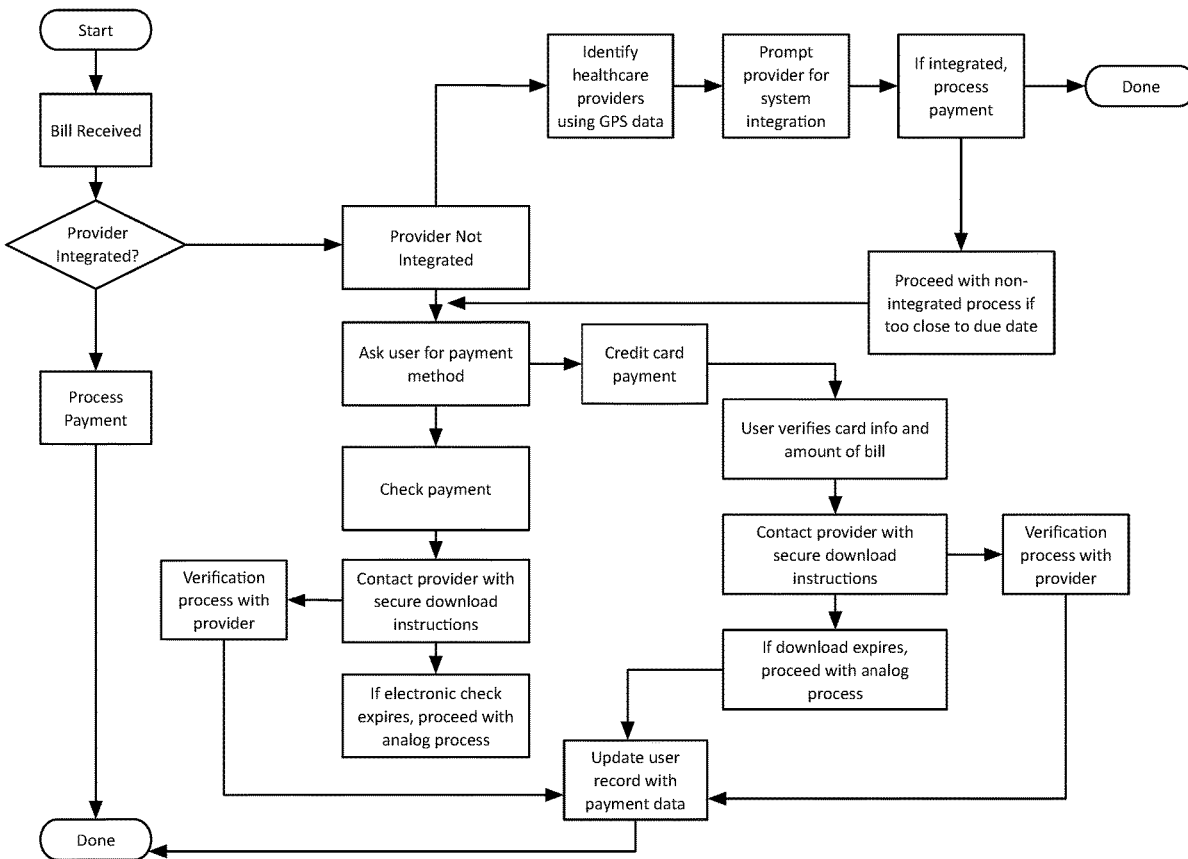 Start
Bill Received
Provider
Integrated?
Process
Payment
Done
Provider Not
Integrated
Identify
healthcare
providers
using GPS data
Prompt
provider for
system
integration
If integrated,
process
payment
Done
Proceed with non-
integrated process if
too close to due date
Ask user for payment
method
Credit card
payment
User verifies card info and
amount of bill
Check payment
Contact provider with
secure download
instructions
Verification
process with
provider
Verification
process with
provider
Contact provider with
secure download
instructions
If download expires,
proceed with analog
process
If electronic check
expires, proceed with
analog process
Update user
record with
payment data